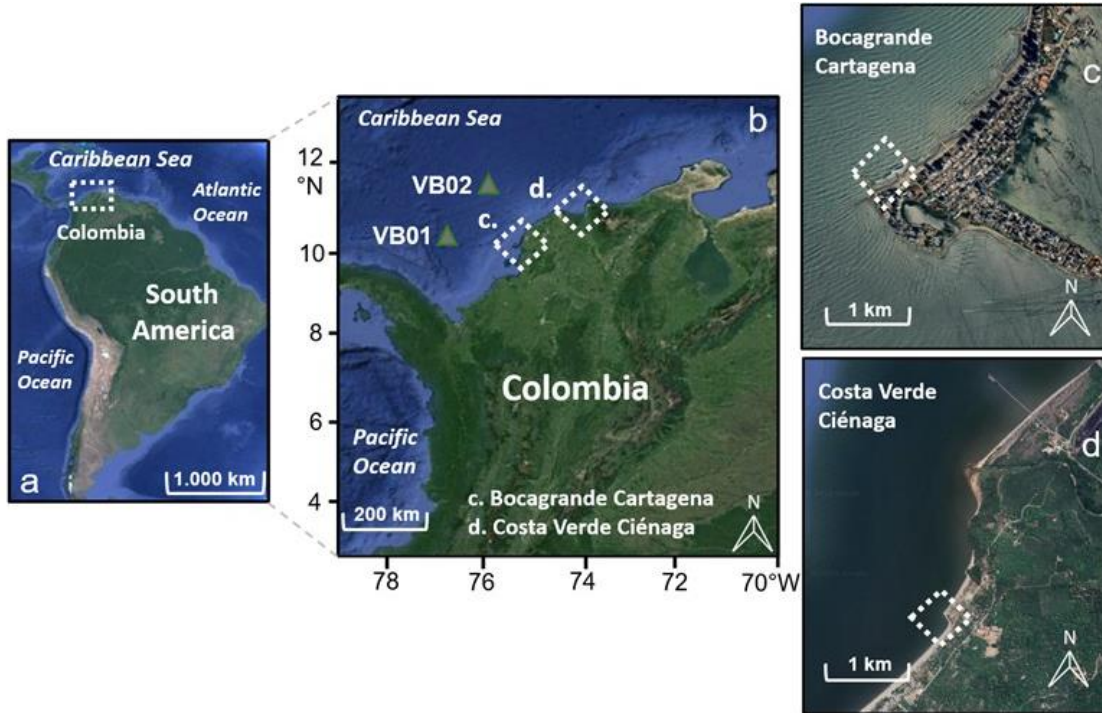 Caribbean Sea
Atlantic
Ocean
Colombia
South
America
Pacific
Ocean
1.000 km
a
Caribbean Sea
b
12
°N
10
8
6
4
VB02
VB01
d.
c.
Colombia
Pacific
Ocean
200 km
c. Bocagrande Cartagena
d. Costa Verde Ciénaga
N
78
76
74
72
70°W
Bocagrande
Cartagena
c
N
1 km
Costa Verde
Ciénaga
d
N
1 km